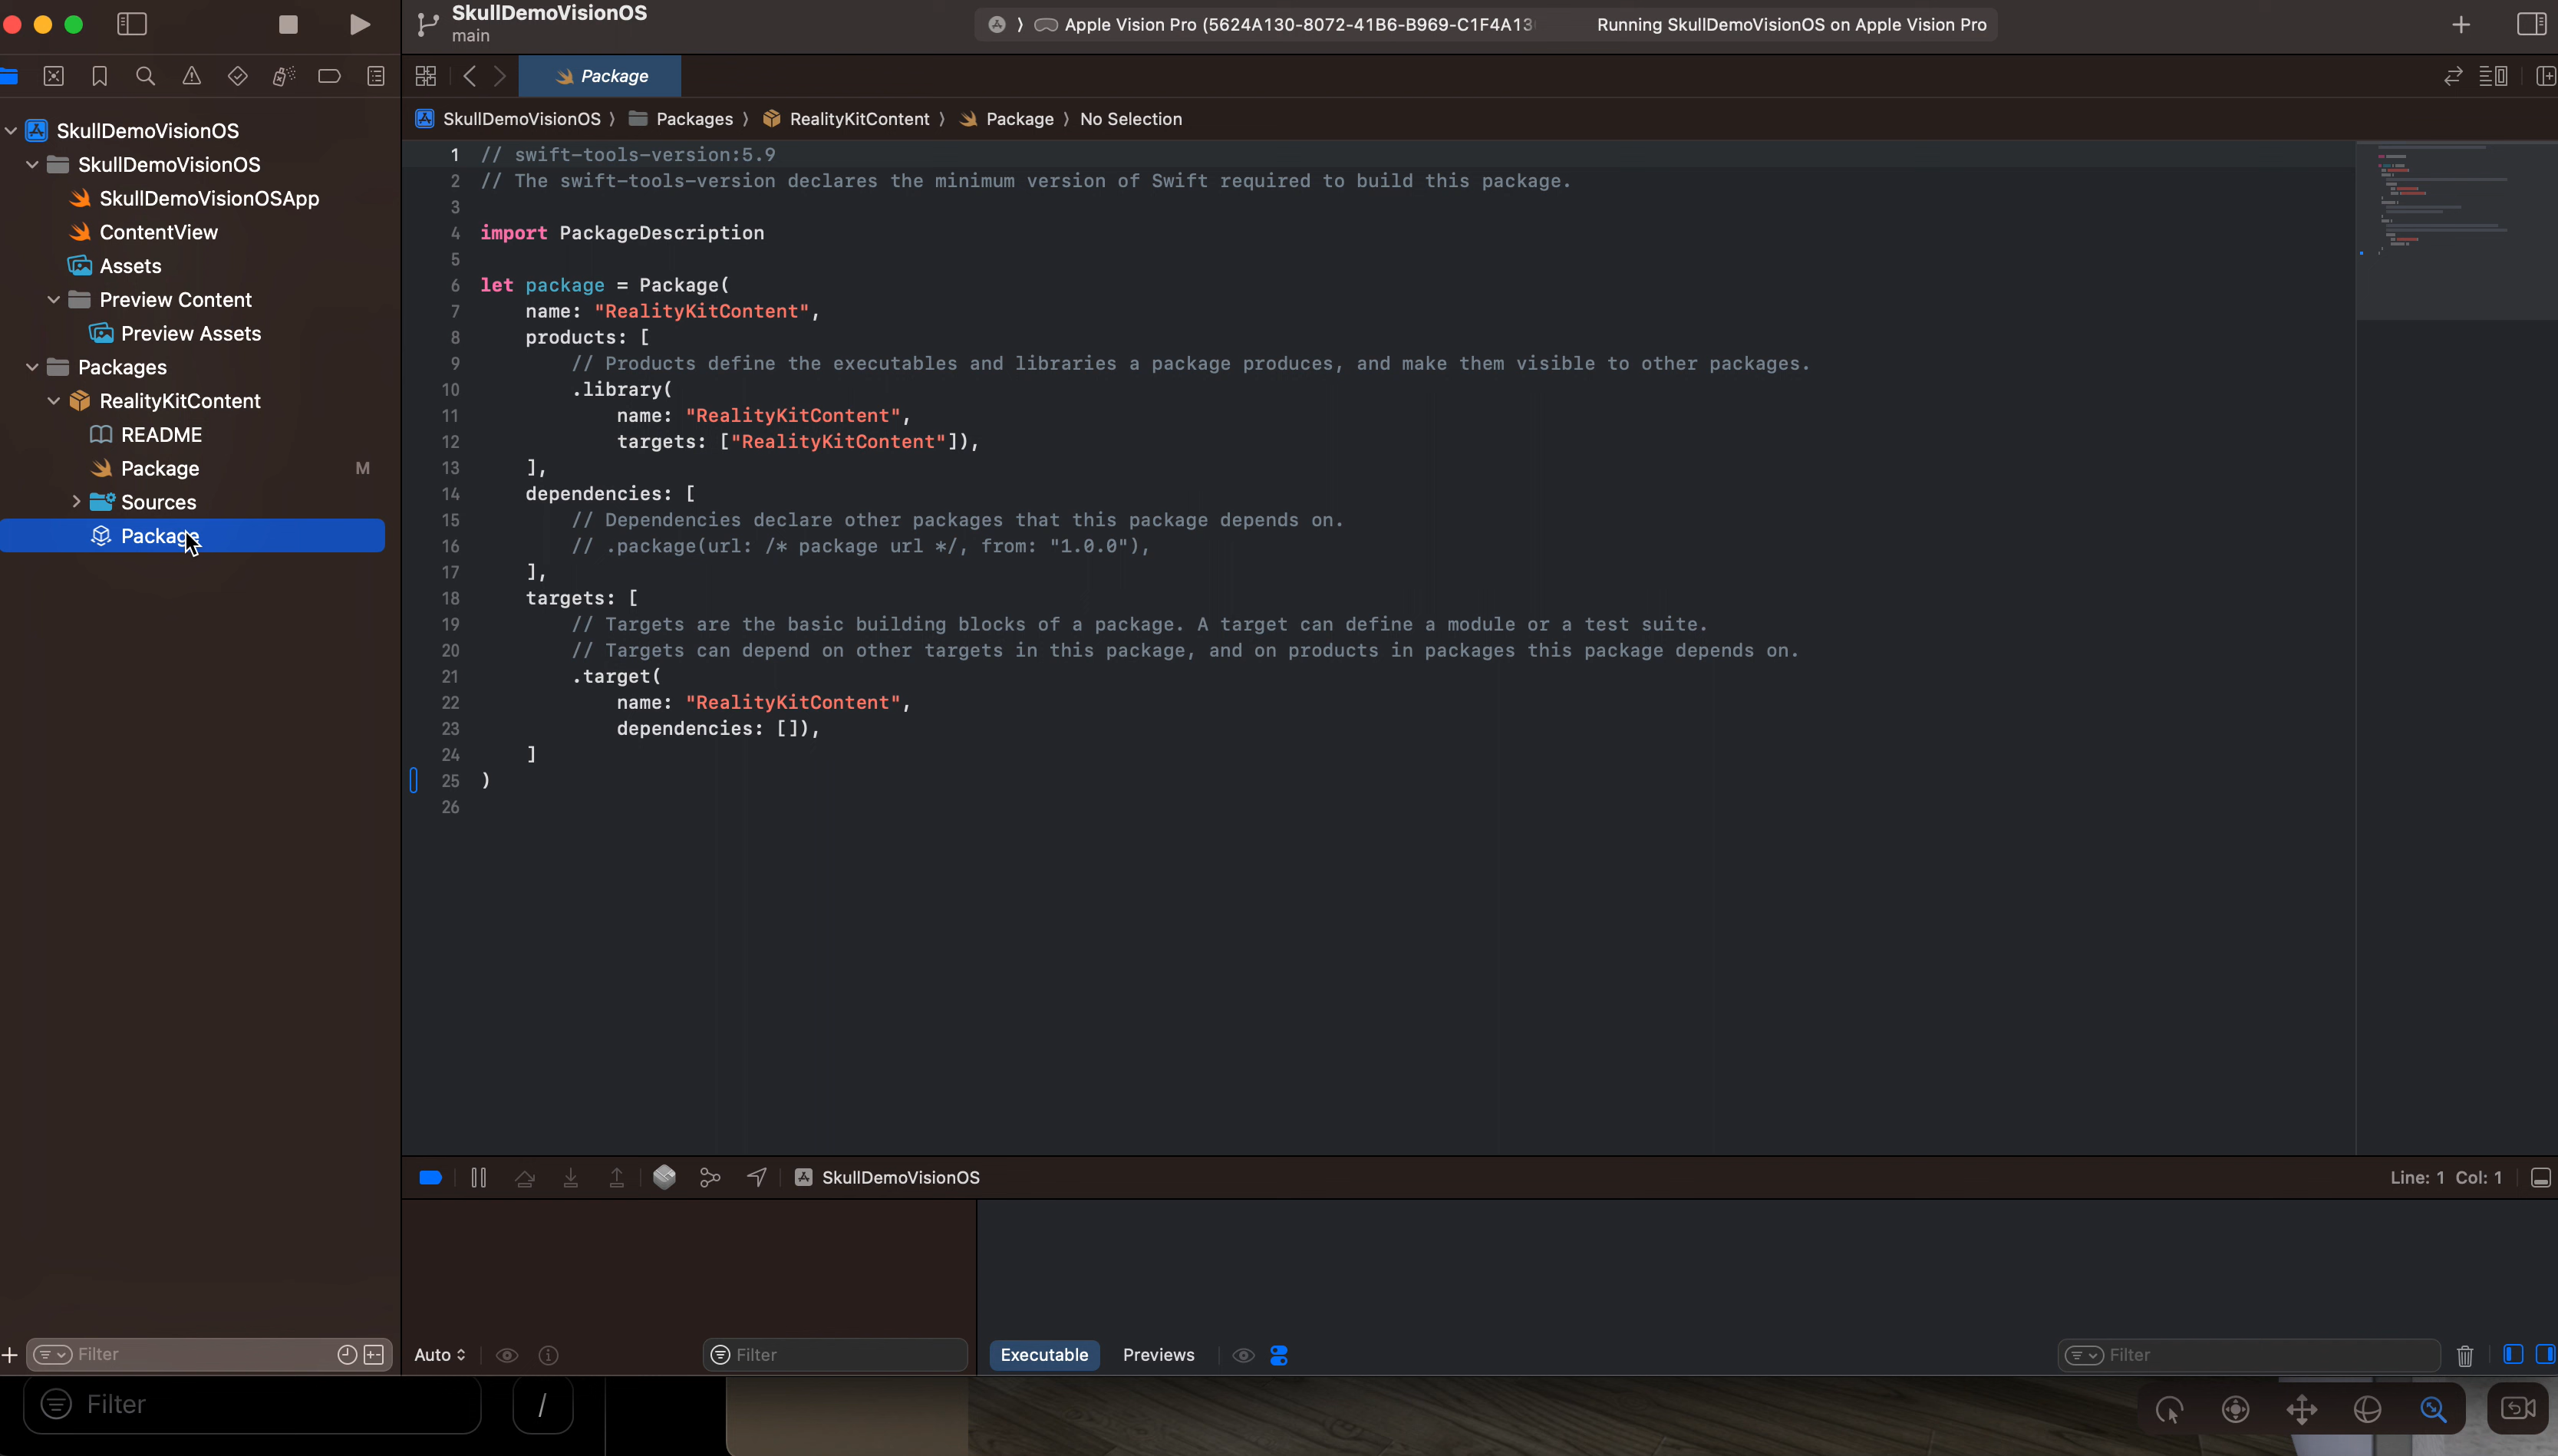 SkullDemoVisionOS
main
Apple Vision Pro (5624A130-8072-41B6-B969-C1F4A13
Running SkullDemoVisionOS on Apple Vision Pro
Package
SkullDemoVisionOS
SkullDemoVisionOS
SkullDemoVisionOSApp
ContentView
Assets
Preview Content
Preview Assets
Packages
RealityKitContent
README
Package M
Sources
Package
SkullDemoVisionOS 〉 Packages 〉 RealityKitContent 〉 Package 〉 No Selection
1 // swift-tools-version:5.9
2 // The swift-tools-version declares the minimum version of Swift required to build this package.
3
4 import PackageDescription
5
6 let package = Package(
7 name: "RealityKitContent",
8 products: [
9 // Products define the executables and libraries a package produces, and make them visible to other packages.
10 .library(
11 name: "RealityKitContent",
12 targets: ["RealityKitContent"]),
13 ],
14 dependencies: [
15 // Dependencies declare other packages that this package depends on.
16 // .package(url: /* package url */, from: "1.0.0"),
17 ],
18 targets: [
19 // Targets are the basic building blocks of a package. A target can define a module or a test suite.
20 // Targets can depend on other targets in this package, and on products in packages this package depends on.
21 .target(
22 name: "RealityKitContent",
23 dependencies: []),
24 ]
25 )
26
SkullDemoVisionOS
Line: 1 Col: 1
Filter
Auto
Filter
Executable
Previews
Filter
Filter
/